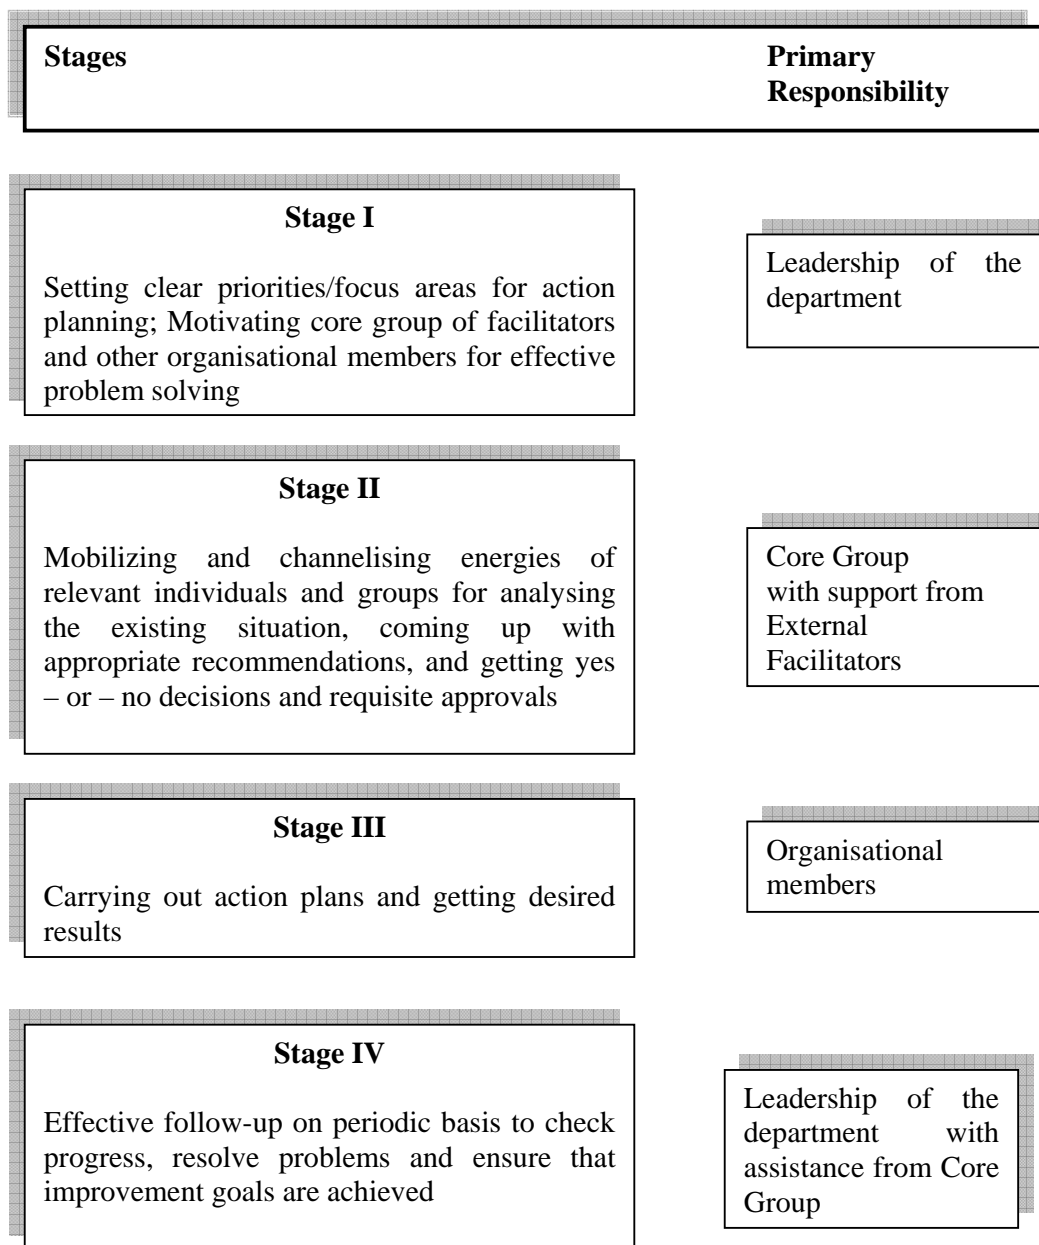 Stages
Primary
Responsibility
Stage I
Setting clear priorities/focus areas for action
planning; Motivating core group of facilitators
and other organisational members for effective
problem solving
Leadership of the
department
Stage II
Mobilizing and channelising energies of
relevant individuals and groups for analysing
the existing situation, coming up with
appropriate recommendations, and getting yes
– or – no decisions and requisite approvals
Core Group
with support from
External
Facilitators
Stage III
Carrying out action plans and getting desired
results
Organisational
members
Stage IV
Effective follow-up on periodic basis to check
progress, resolve problems and ensure that
improvement goals are achieved
Leadership of the
department with
assistance from Core
Group